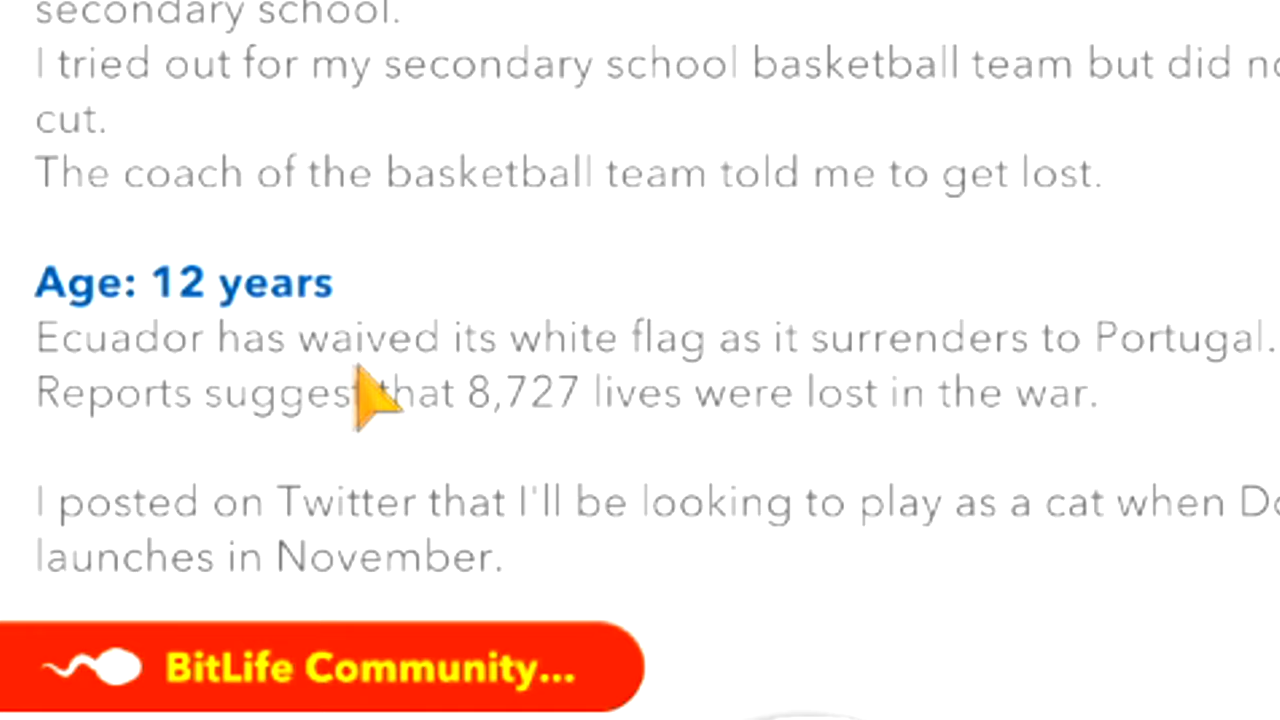 secondary school.
I tried out for my secondary school basketball team but did
cut.
The coach of the basketball team told me to get lost.
Age: 12 years
Ecuador has waived its white flag as it surrenders to Portugal.
Reports suggest that 8,727 lives were lost in the war.
I posted on Twitter that I'll be looking to play as a cat when
launches in November.
BitLife Community...